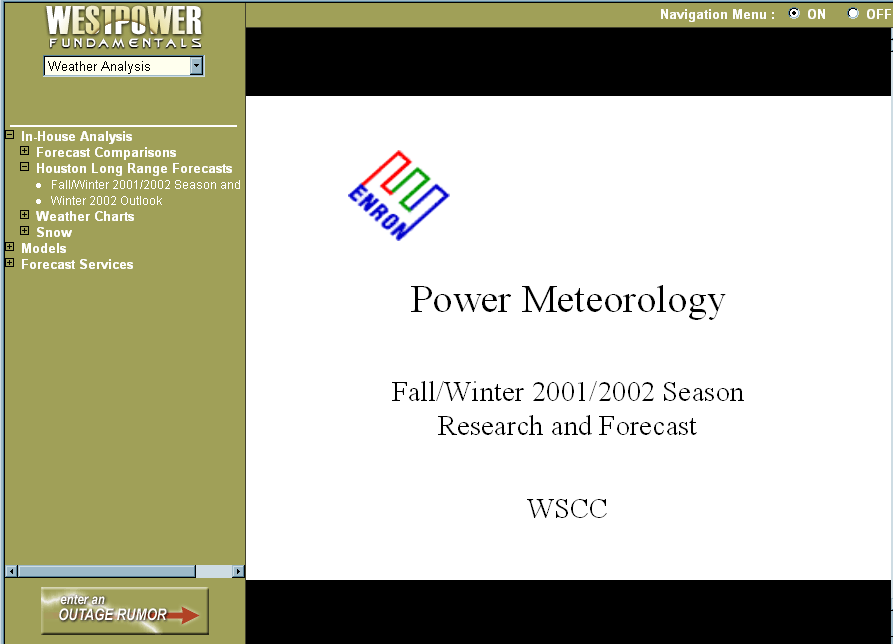 WESTPOWER
FUNDAMENTALS
Navigation Menu : ON OFF
Weather Analysis
In-House Analysis
Forecast Comparisons
Houston Long Range Forecasts
Fall/Winter 2001/2002 Season and
Winter 2002 Outlook
Weather Charts
Snow
Models
Forecast Services
ENRON
Power Meteorology
Fall/Winter 2001/2002 Season
Research and Forecast
WSCC
enter an
OUTAGE RUMOR